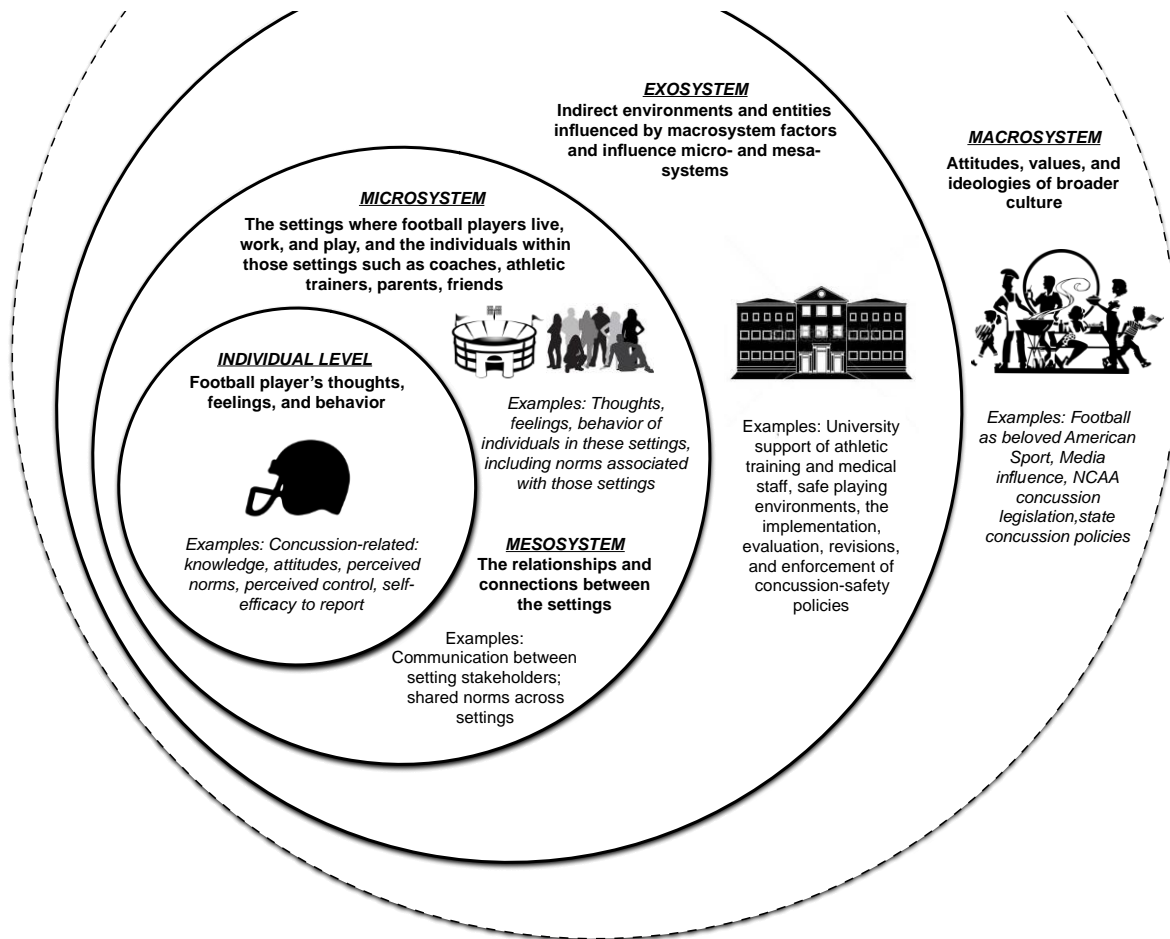 EXOSYSTEM
Indirect environments and entities
influenced by macrosystem factors
and influence micro- and mesa-
systems
MACROSYSTEM
Attitudes, values, and
ideologies of broader
culture
MICROSYSTEM
The settings where football players live,
work, and play, and the individuals within
those settings such as coaches, athletic
trainers, parents, friends
INDIVIDUAL LEVEL
Football player's thoughts,
feelings, and behavior
Examples: Thoughts,
feelings, behavior of
individuals in these settings,
including norms associated
with those settings
Examples: University
support of athletic
training and medical
staff, safe playing
environments, the
implementation,
evaluation, revisions,
and enforcement of
concussion-safety
policies
Examples: Football
as beloved American
Sport, Media
influence, NCAA
concussion
legislation,state
concussion policies
Examples: Concussion-related:
knowledge, attitudes, perceived
norms, perceived control, self-
efficacy to report
MESOSYSTEM
The relationships and
connections between
the settings
Examples:
Communication between
setting stakeholders;
shared norms across
settings